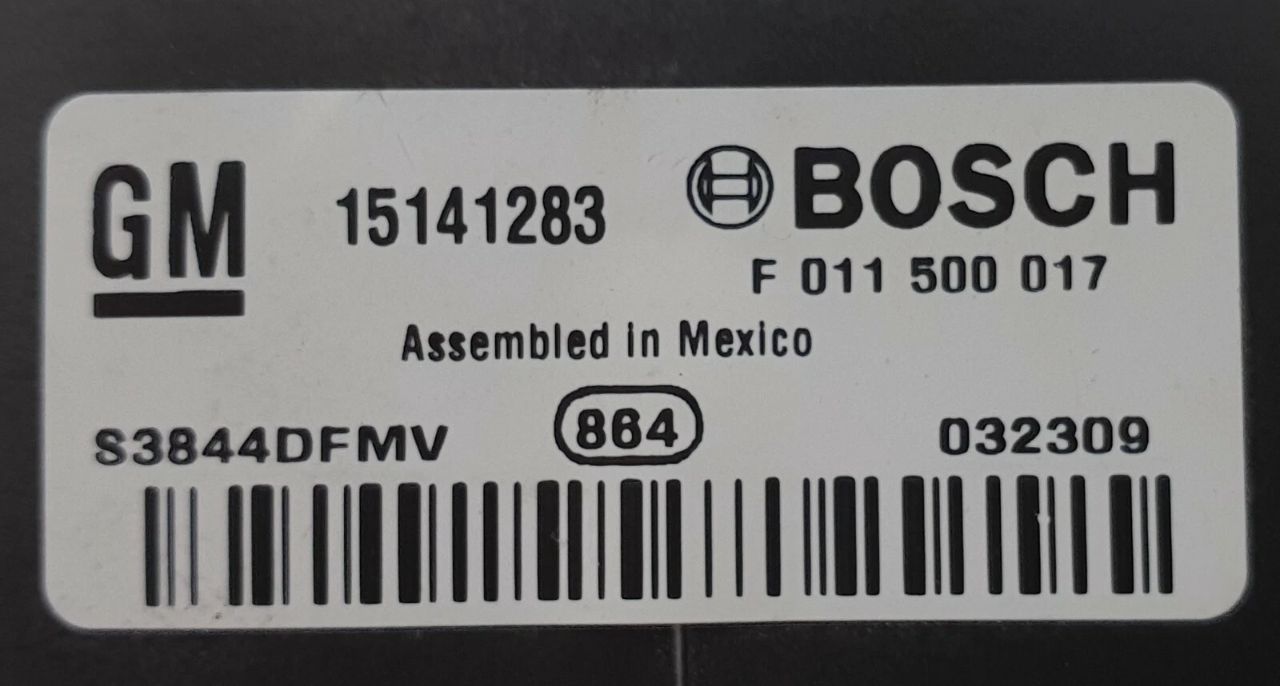 GM 15141283 BOSCH
F 011 500 017
Assembled in Mexico
S3844DFMV 864 032309